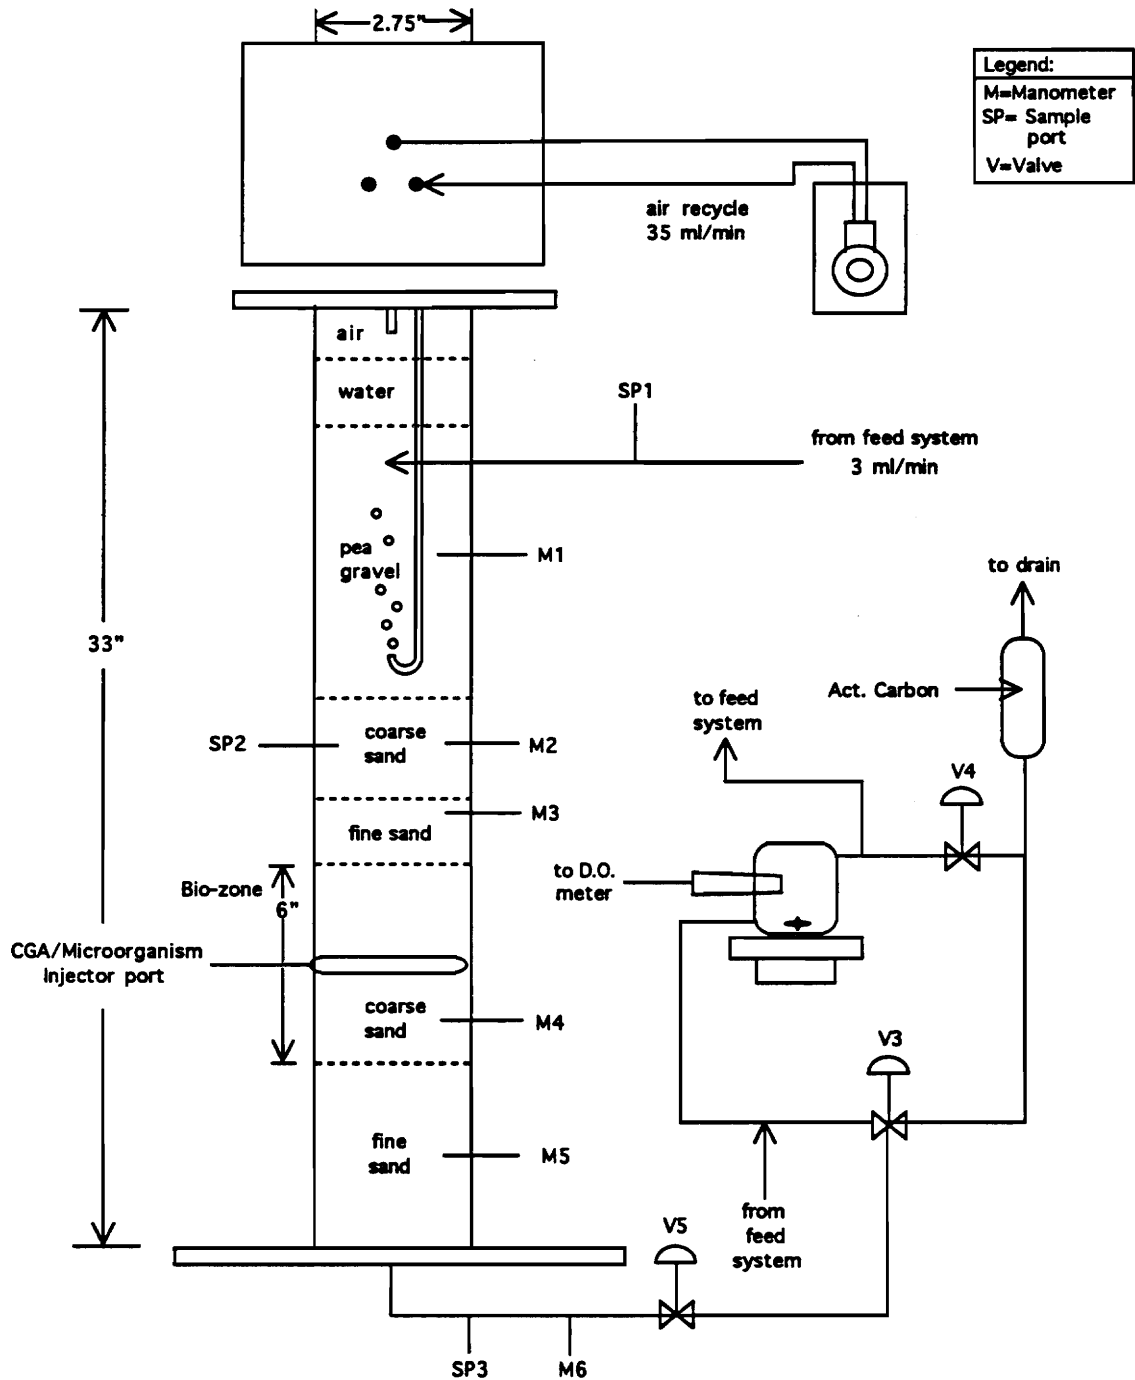 2.75"
Legend:
M=Manometer
SP= Sample
port
V=Valve
air recycle
35 ml/min
air
water
SP1
from feed system
3 ml/min
pea
gravel
M1
to drain
33"
Act. Carbon
to feed
system
SP2
coarse
sand
M2
V4
M3
fine sand
to D.O.
meter
Bio-zone
6"
CGA/Microorganism
Injector port
coarse
sand
M4
V3
fine
sand
M5
from
feed
system
V5
SP3
M6